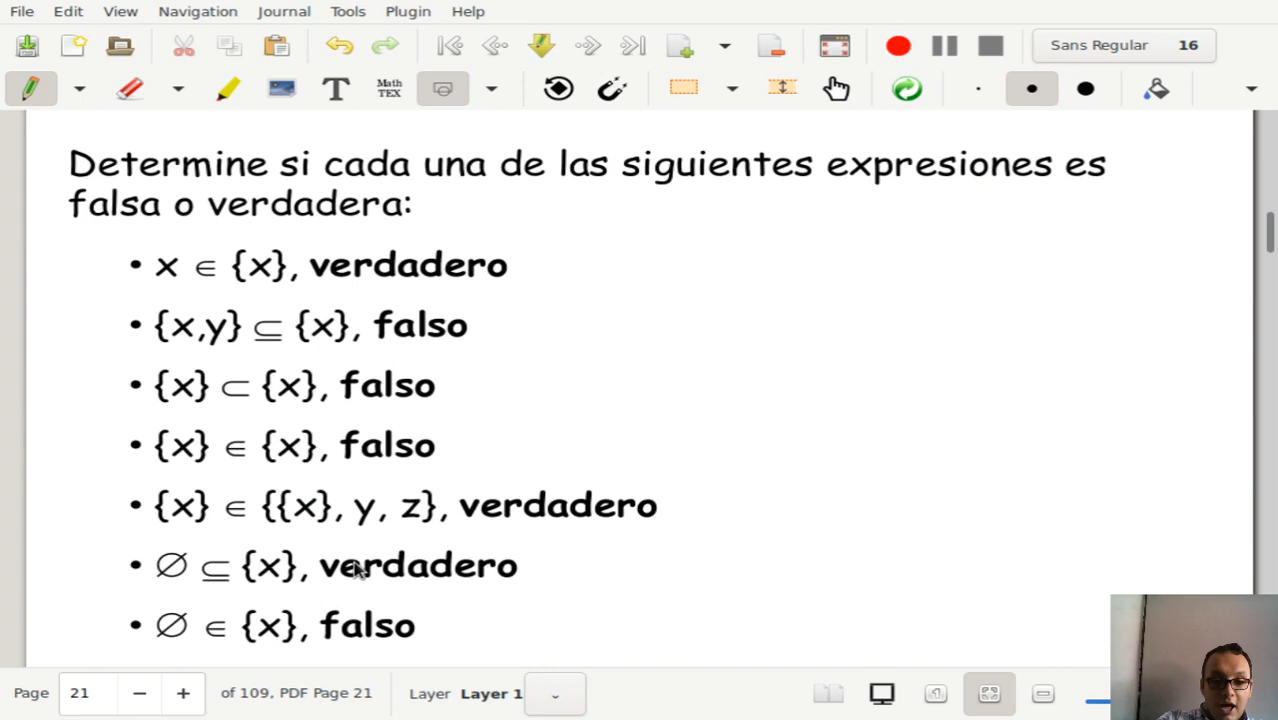 File Edit View Navigation Journal Tools Plugin Help
Sans Regular 16
T Math TEX
Determine si cada una de las siguientes expresiones es
falsa o verdadera:
• x ∈ {x}, verdadero
• {x,y} ⊆ {x}, falso
• {x} ⊂ {x}, falso
• {x} ∈ {x}, falso
• {x} ∈ {{x}, y, z}, verdadero
• ∅ ⊆ {x}, verdadero
• ∅ ∈ {x}, falso
Page 21 − + of 109, PDF Page 21 Layer Layer 1